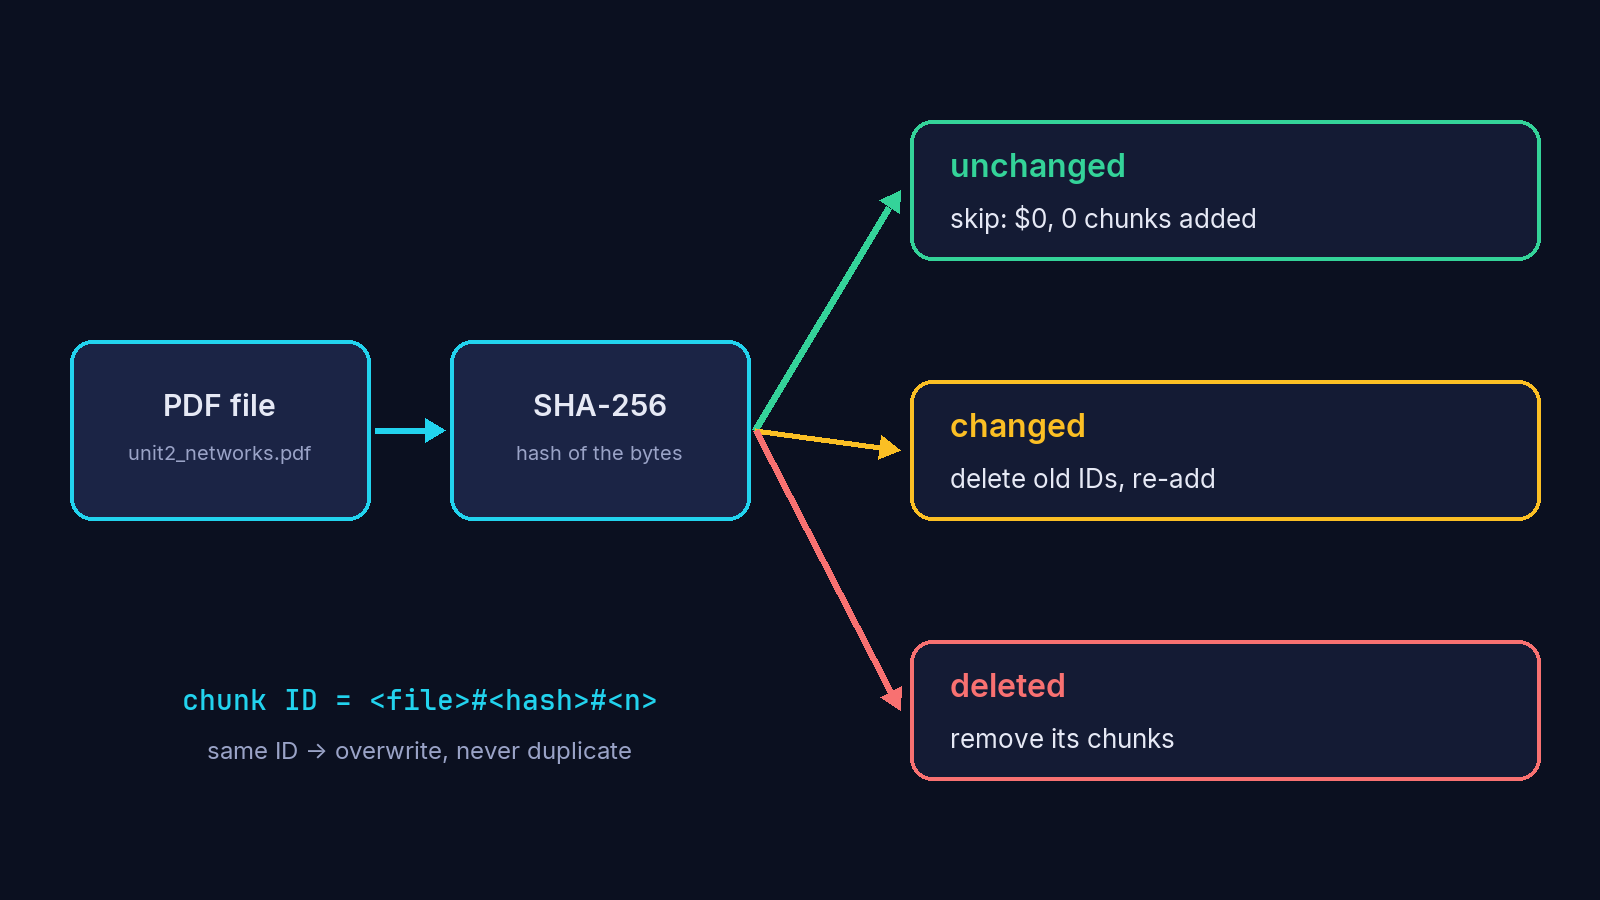 PDF file
unit2_networks.pdf
SHA-256
hash of the bytes
unchanged
skip: $0, 0 chunks added
changed
delete old IDs, re-add
deleted
remove its chunks
chunk ID = <file>#<hash>#<n>
same ID → overwrite, never duplicate